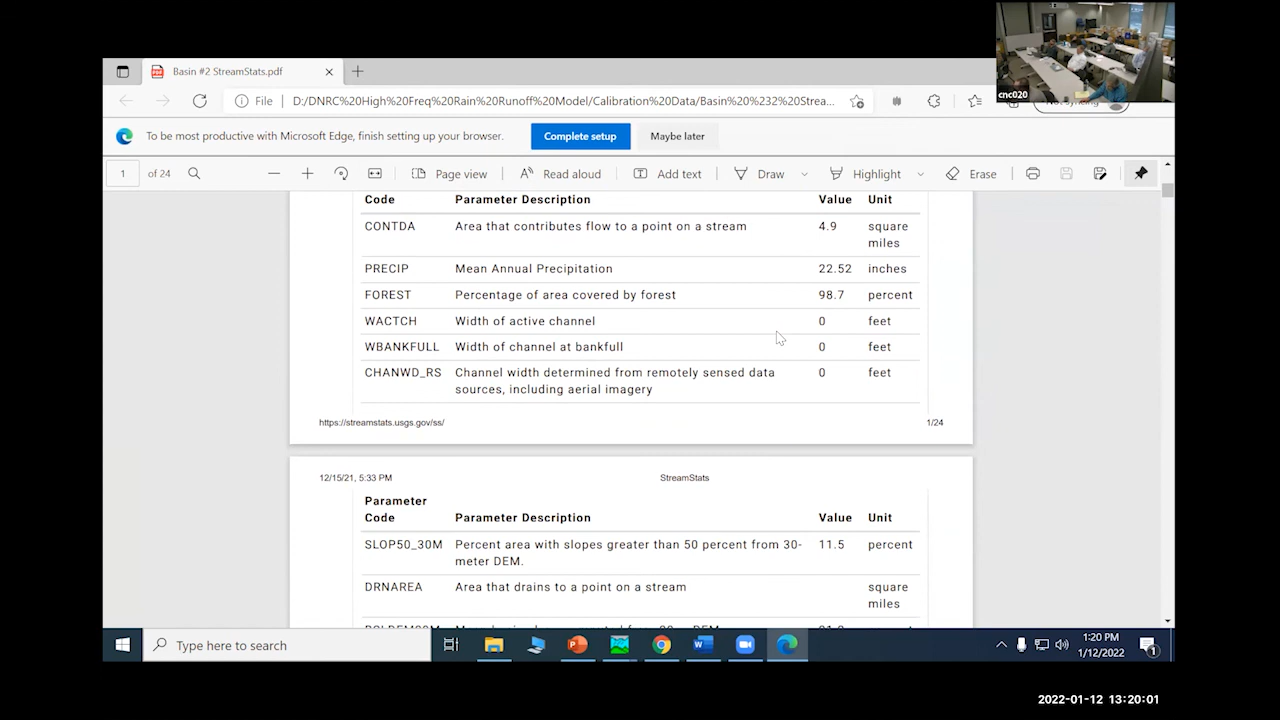 cnc020
Basin #2 StreamStats.pdf
File D:/DNRC%20High%20Freq%20Rain%20Runoff%20Model/Calibration%20Data/Basin%20%232%20Strea...
To be most productive with Microsoft Edge, finish setting up your browser. Complete setup Maybe later
1 of 24 Page view Read aloud Add text Draw Highlight Erase
Code Parameter Description Value Unit
CONTDA Area that contributes flow to a point on a stream 4.9 square
miles
PRECIP Mean Annual Precipitation 22.52 inches
FOREST Percentage of area covered by forest 98.7 percent
WACTCH Width of active channel 0 feet
WBANKFULL Width of channel at bankfull 0 feet
CHANWD_RS Channel width determined from remotely sensed data 0 feet
sources, including aerial imagery
https://streamstats.usgs.gov/ss/ 1/24
12/15/21, 5:33 PM StreamStats
Parameter
Code Parameter Description Value Unit
SLOP50_30M Percent area with slopes greater than 50 percent from 30- 11.5 percent
meter DEM.
DRNAREA Area that drains to a point on a stream square
miles
Type here to search
1:20 PM
1/12/2022
1
2022-01-12 13:20:01